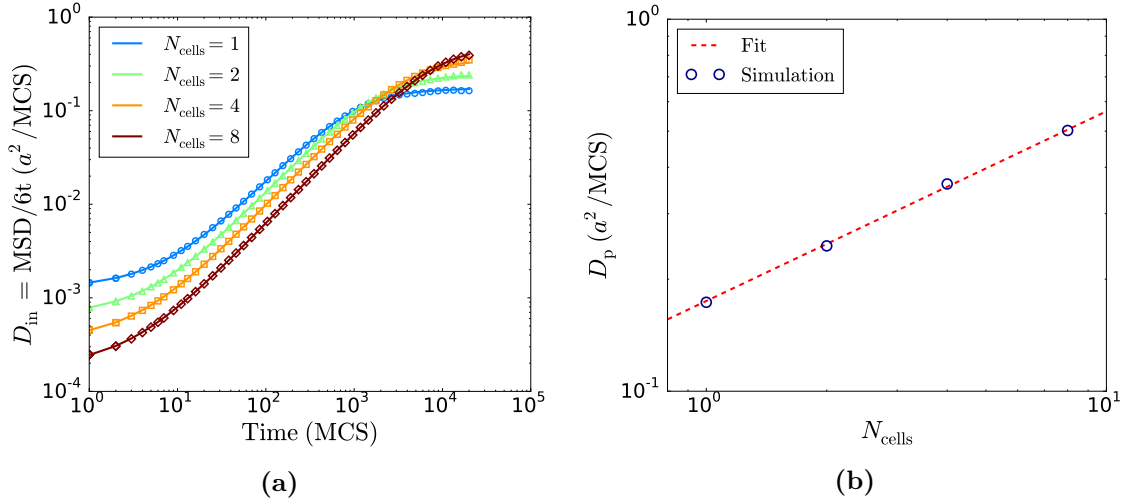 N_cells = 1
N_cells = 2
N_cells = 4
N_cells = 8
D_in = MSD/6t (a^2/MCS)
10^0
10^-1
10^-2
10^-3
10^-4
10^0 10^1 10^2 10^3 10^4 10^5
Time (MCS)
(a)
Fit
Simulation
D_p (a^2/MCS)
10^0
10^-1
10^0 10^1
N_cells
(b)